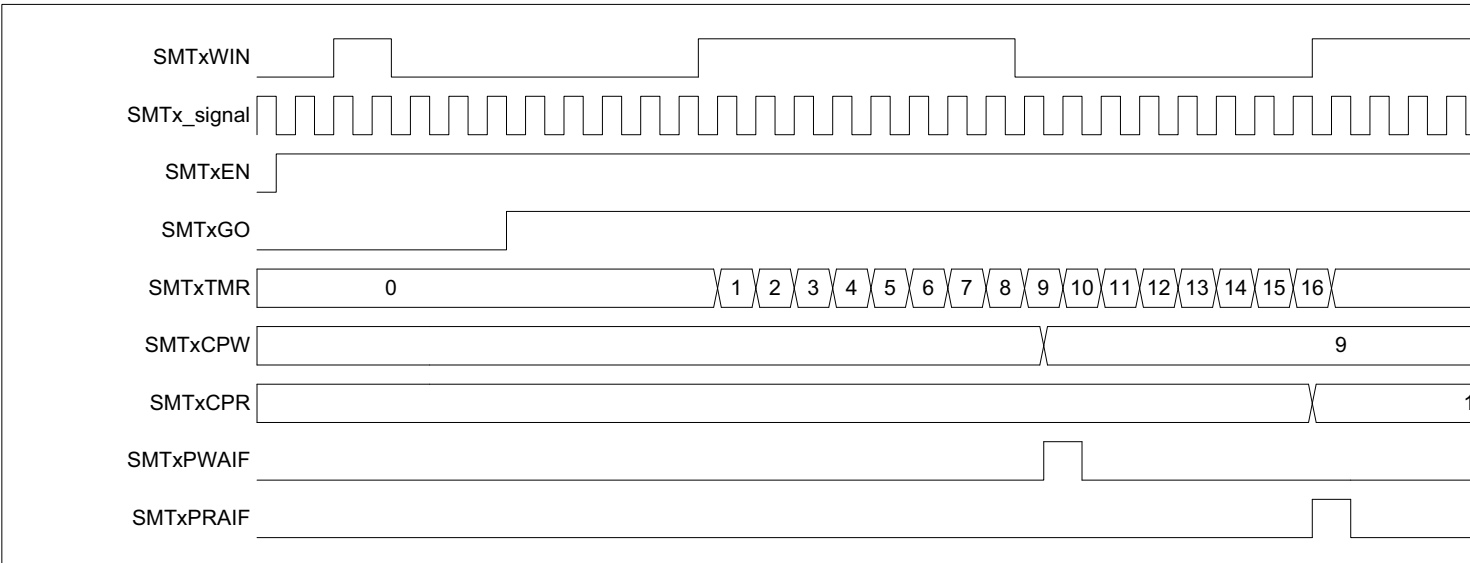 SMTxWIN
SMTx_signal
SMTxEN
SMTxGO
SMTxTMR 0 1 2 3 4 5 6 7 8 9 10 11 12 13 14 15 16
SMTxCPW 9
SMTxCPR
SMTxPWAIF
SMTxPRAIF